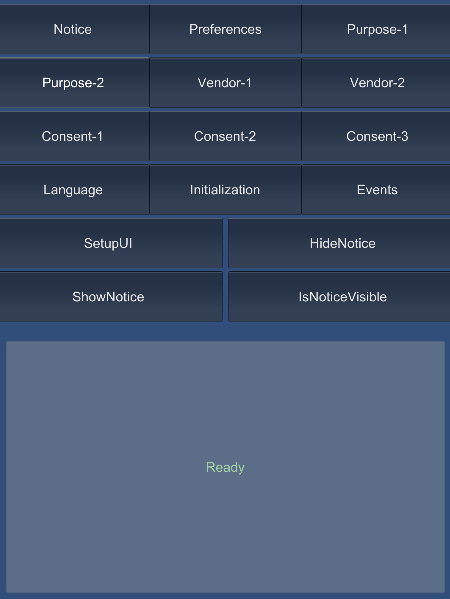 Notice Preferences Purpose-1
Purpose-2 Vendor-1 Vendor-2
Consent-1 Consent-2 Consent-3
Language Initialization Events
SetupUI HideNotice
ShowNotice IsNoticeVisible
Ready